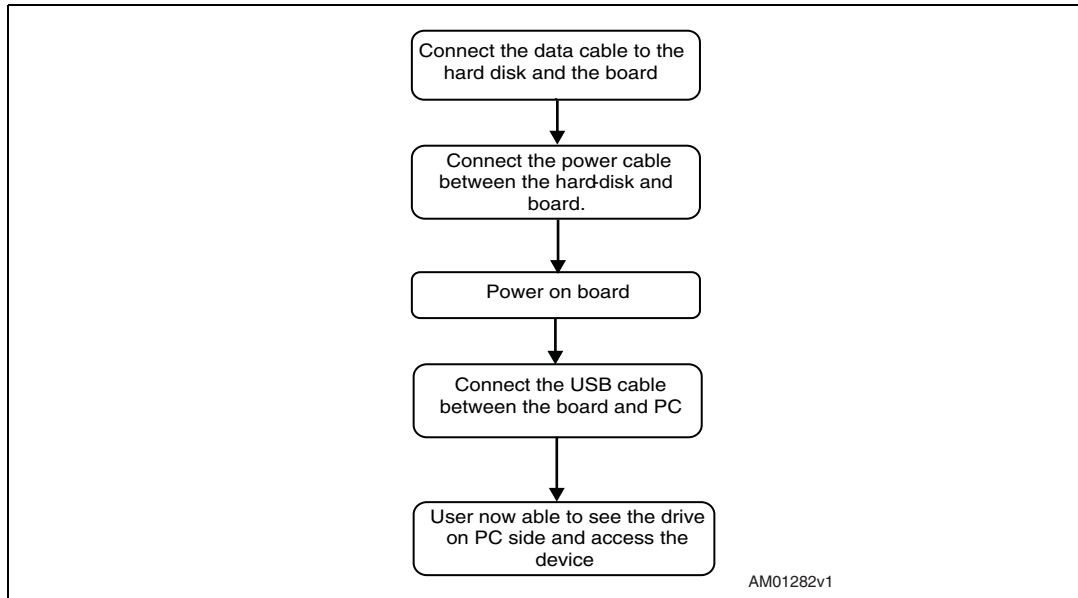 Connect the data cable to the
hard disk and the board
Connect the power cable
between the hard-disk and
board.
Power on board
Connect the USB cable
between the board and PC
User now able to see the drive
on PC side and access the
device
AM01282v1